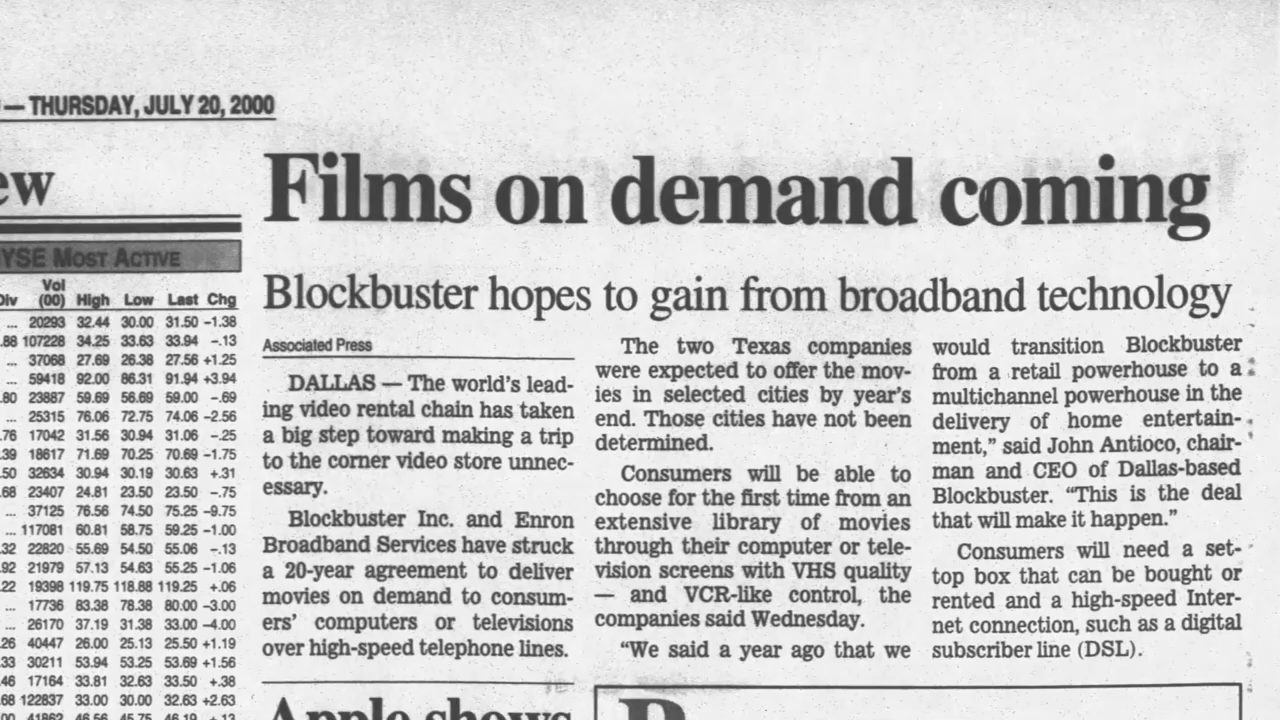 — THURSDAY, JULY 20, 2000
ew
YSE MOST ACTIVE
Div Vol (00) High Low Last Chg
... 20293 32.44 30.00 31.50 –1.38
.88 107228 34.25 33.63 33.94 –.13
... 37068 27.69 26.38 27.56 +1.25
... 59418 92.00 86.31 91.94 +3.94
.80 23887 59.69 56.69 59.00 –.69
... 25315 76.06 72.75 74.06 –2.56
.76 17042 31.56 30.94 31.06 –.25
.39 18617 71.69 70.25 70.69 –1.75
.50 32634 30.94 30.19 30.63 +.31
.68 23407 24.81 23.50 23.50 –.75
... 37125 76.56 74.50 75.25 –9.75
... 117081 60.81 58.75 59.25 –1.00
.32 22820 55.69 54.50 55.06 –.13
.92 21979 57.13 54.63 55.25 –1.06
.22 19398 119.75 118.88 119.25 +.06
... 17736 83.38 78.38 80.00 –3.00
... 26170 37.19 31.38 33.00 –4.00
.26 40447 26.00 25.13 25.50 +1.19
.33 30211 53.94 53.25 53.69 +1.56
.46 17164 33.81 32.63 33.50 +.38
.68 122837 33.00 30.00 32.63 +2.63
41862 46.56 45.75 46.19
Films on demand coming
Blockbuster hopes to gain from broadband technology
Associated Press
DALLAS — The world's lead-
ing video rental chain has taken
a big step toward making a trip
to the corner video store unnec-
essary.
Blockbuster Inc. and Enron
Broadband Services have struck
a 20-year agreement to deliver
movies on demand to consum-
ers' computers or televisions
over high-speed telephone lines.
The two Texas companies
were expected to offer the mov-
ies in selected cities by year's
end. Those cities have not been
determined.
Consumers will be able to
choose for the first time from an
extensive library of movies
through their computer or tele-
vision screens with VHS quality
— and VCR-like control, the
companies said Wednesday.
"We said a year ago that we
would transition Blockbuster
from a retail powerhouse to a
multichannel powerhouse in the
delivery of home entertain-
ment," said John Antioco, chair-
man and CEO of Dallas-based
Blockbuster. "This is the deal
that will make it happen."
Consumers will need a set-
top box that can be bought or
rented and a high-speed Inter-
net connection, such as a digital
subscriber line (DSL).
Apple shows